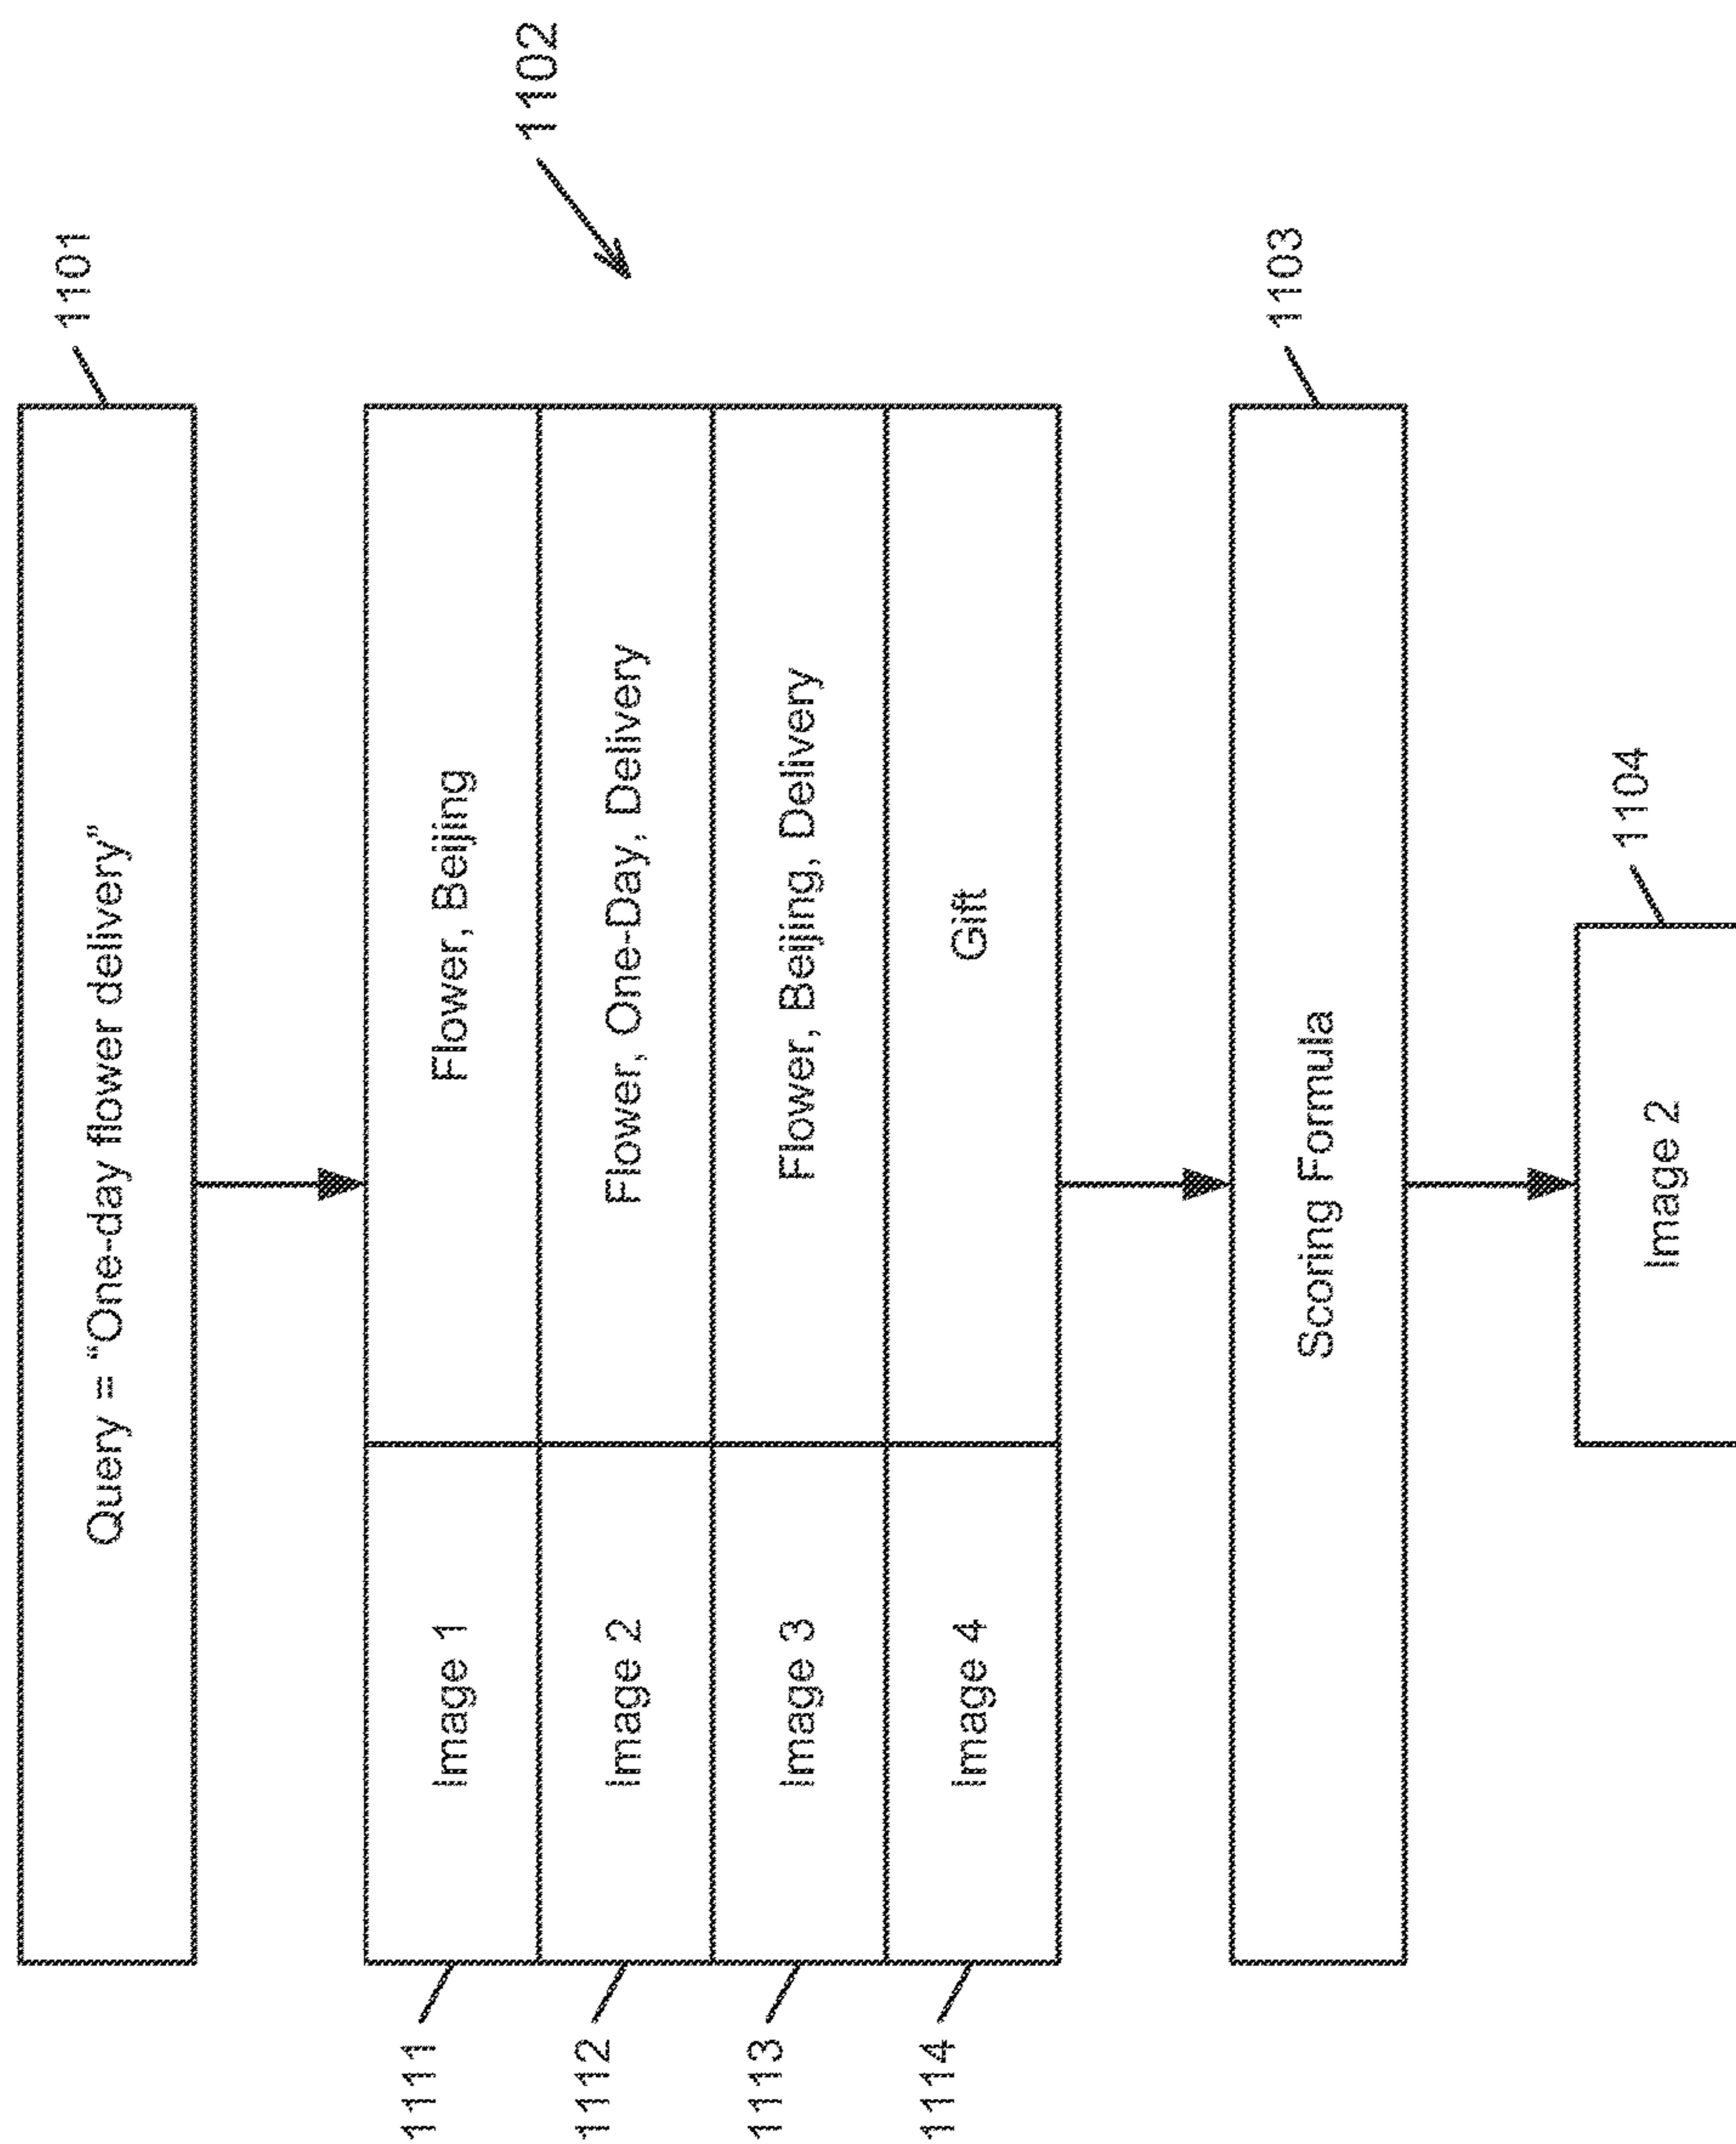 1101
Query = “One-day flower delivery”
1102
1111
Image 1
Flower, Beijing
1112
Image 2
Flower, One-Day, Delivery
1113
Image 3
Flower, Beijing, Delivery
1114
Image 4
Gift
1103
Scoring Formula
1104
Image 2